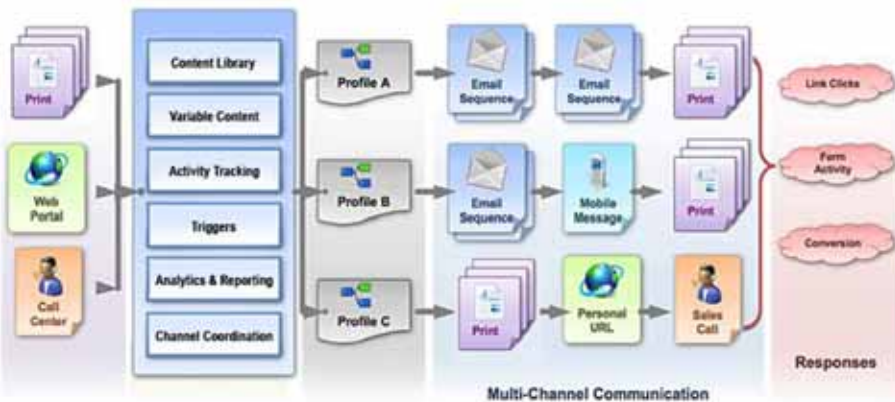 Print
Web
Portal
Call
Center
Content Library
Variable Content
Activity Tracking
Triggers
Analytics & Reporting
Channel Coordination
Profile A
Email
Sequence
Email
Sequence
Print
Profile B
Email
Sequence
Mobile
Message
Print
Profile C
Print
Personal
URL
Sales
Call
Multi-Channel Communication
Link Clicks
Form
Activity
Conversion
Responses